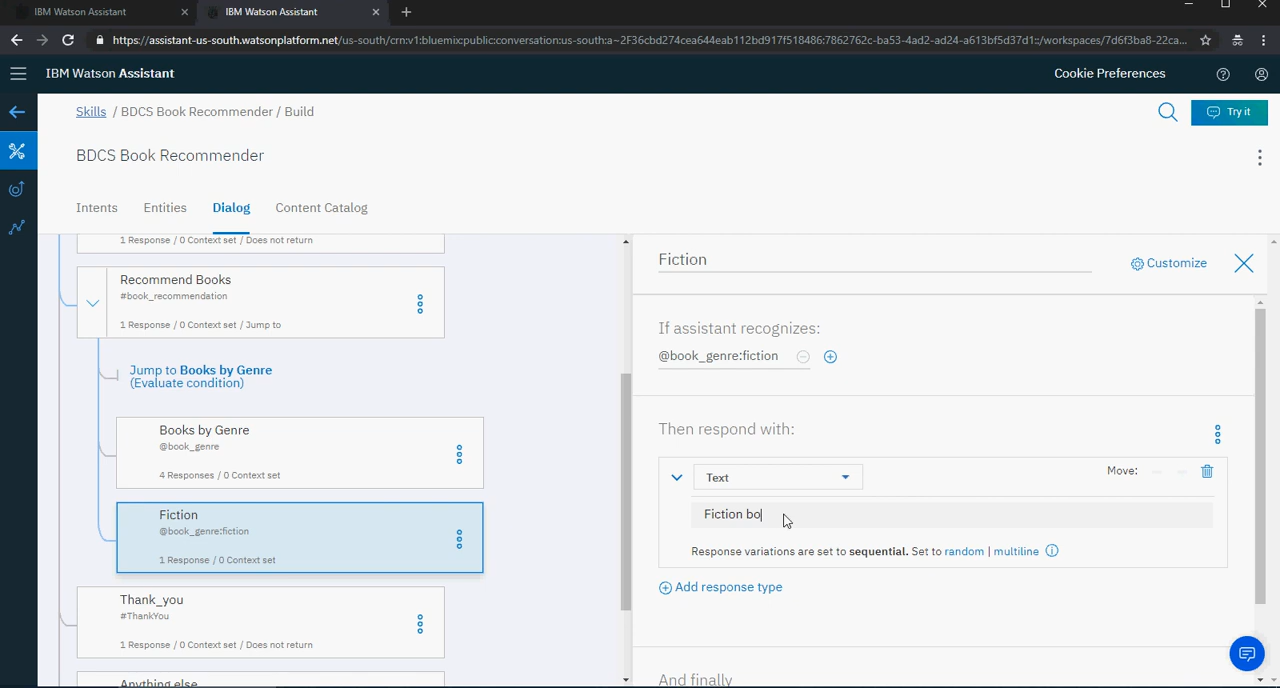 IBM Watson Assistant
IBM Watson Assistant
https://assistant-us-south.watsonplatform.net/us-south/crn:v1:bluemix:public:conversation:us-south:a~2F36cbd274cea644eab112bd917f518486:7862762c-ba53-4ad2-ad24-a613bf5d37d1::/workspaces/7d6f3ba8-22ca...
IBM Watson Assistant
Cookie Preferences
Skills / BDCS Book Recommender / Build
Try it
BDCS Book Recommender
Intents Entities Dialog Content Catalog
1 Response / 0 Context set / Does not return
Recommend Books
#book_recommendation
1 Response / 0 Context set / Jump to
Jump to Books by Genre
(Evaluate condition)
Books by Genre
@book_genre
4 Responses / 0 Context set
Fiction
@book_genre:fiction
1 Response / 0 Context set
Thank_you
#ThankYou
1 Response / 0 Context set / Does not return
Anything else
Fiction
Customize
If assistant recognizes:
@book_genre:fiction
Then respond with:
Text
Move:
Fiction bo
Response variations are set to sequential. Set to random | multiline
Add response type
And finally